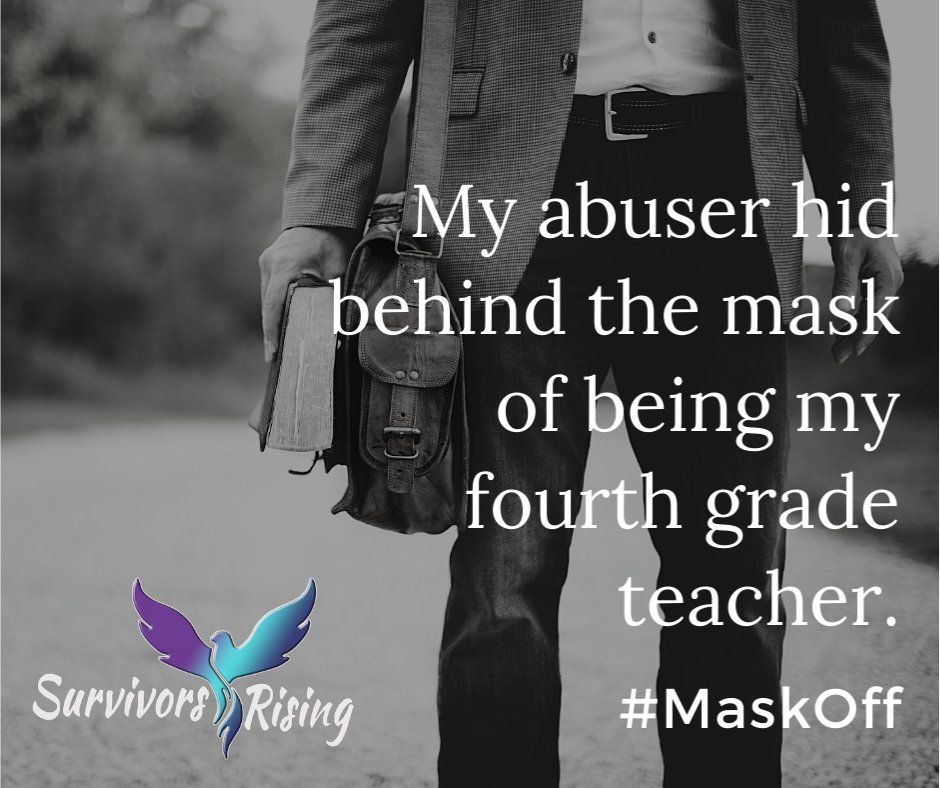 My abuser hid
behind the mask
of being my
fourth grade
teacher.
#MaskOff
Survivors Rising